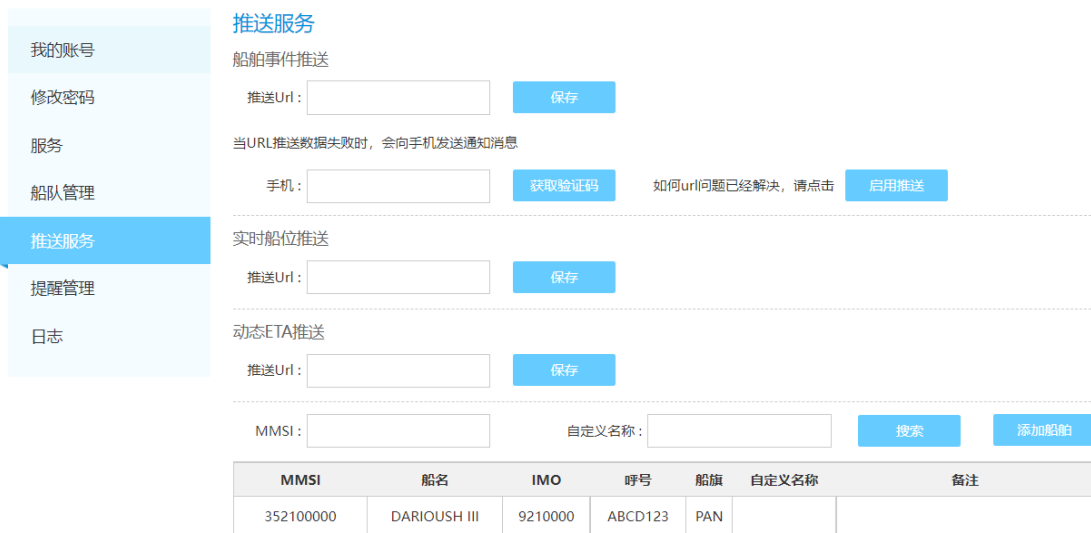 推送服务
我的账号
船舶事件推送
修改密码
推送Url : 保存
服务
当URL推送数据失败时，会向手机发送通知消息
船队管理
手机 : 获取验证码 如何url问题已经解决，请点击 启用推送
推送服务
实时船位推送
提醒管理
推送Url : 保存
日志
动态ETA推送
推送Url : 保存
MMSI : 自定义名称 : 搜索 添加船舶
MMSI 船名 IMO 呼号 船旗 自定义名称 备注
352100000 DARIOUSH III 9210000 ABCD123 PAN